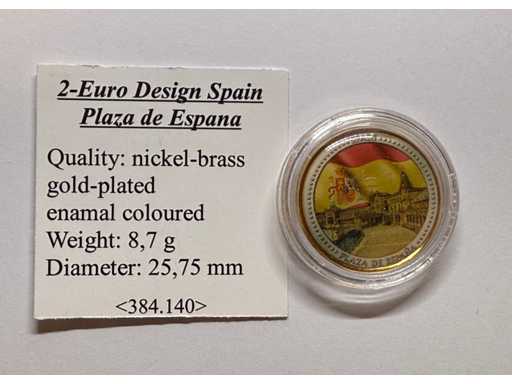 2-Euro Design Spain
Plaza de Espana
Quality: nickel-brass
gold-plated
enamal coloured
Weight: 8,7 g
Diameter: 25,75 mm
<384.140>
PLAZA DE ESPAÑA